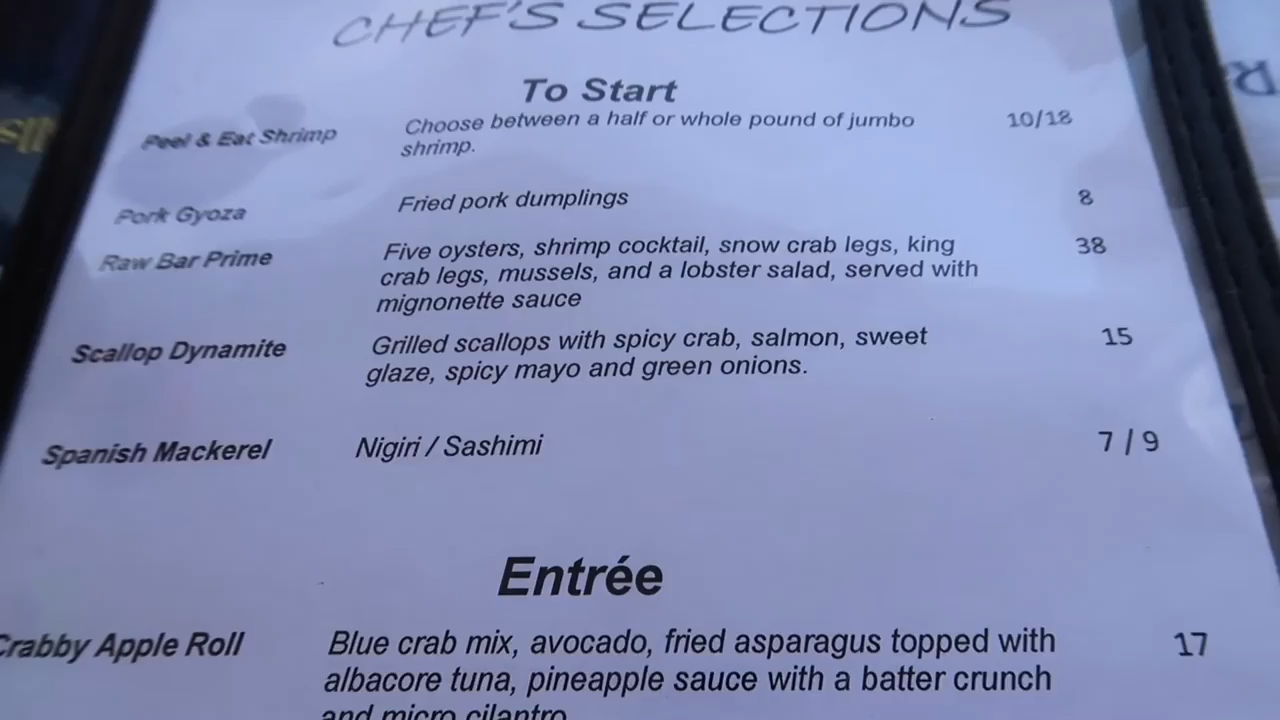 CHEF'S SELECTIONS
To Start
Peel & Eat Shrimp Choose between a half or whole pound of jumbo shrimp. 10/18
Pork Gyoza Fried pork dumplings 8
Raw Bar Prime Five oysters, shrimp cocktail, snow crab legs, king 38
crab legs, mussels, and a lobster salad, served with
mignonette sauce
Scallop Dynamite Grilled scallops with spicy crab, salmon, sweet 15
glaze, spicy mayo and green onions.
Spanish Mackerel Nigiri / Sashimi 7 / 9
Entrée
Crabby Apple Roll Blue crab mix, avocado, fried asparagus topped with 17
albacore tuna, pineapple sauce with a batter crunch
and micro cilantro